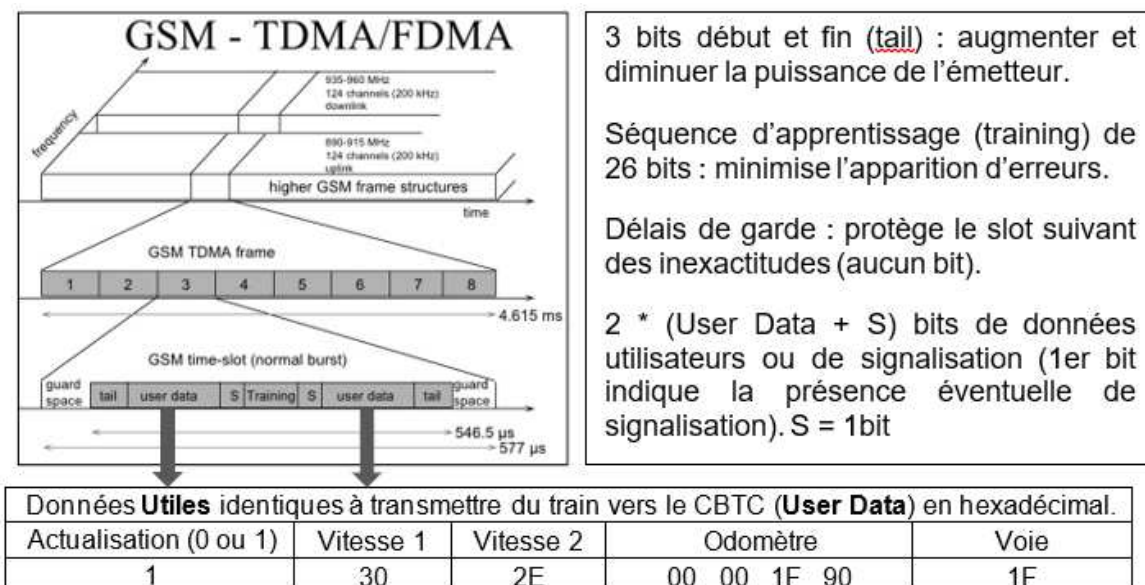 GSM - TDMA/FDMA
935-960 MHz
124 channels (200 kHz)
downlink
frequency
890-915 MHz
124 channels (200 kHz)
uplink
higher GSM frame structures
time
GSM TDMA frame
1 2 3 4 5 6 7 8
4.615 ms
GSM time-slot (normal burst)
guard space tail user data S Training S user data tail guard space
546.5 µs
577 µs
3 bits début et fin (tail) : augmenter et
diminuer la puissance de l’émetteur.
Séquence d’apprentissage (training) de
26 bits : minimise l’apparition d’erreurs.
Délais de garde : protège le slot suivant
des inexactitudes (aucun bit).
2 * (User Data + S) bits de données
utilisateurs ou de signalisation (1er bit
indique la présence éventuelle de
signalisation). S = 1bit
Données Utiles identiques à transmettre du train vers le CBTC (User Data) en hexadécimal.
Actualisation (0 ou 1) Vitesse 1 Vitesse 2 Odomètre Voie
1 30 2E 00 00 1F 90 1F